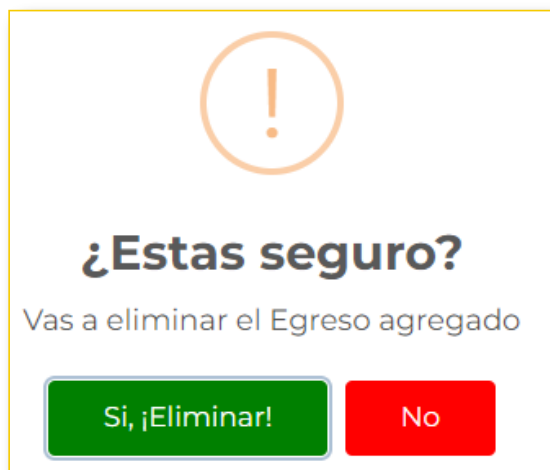 !
¿Estas seguro?
Vas a eliminar el Egreso agregado
Si, ¡Eliminar!
No